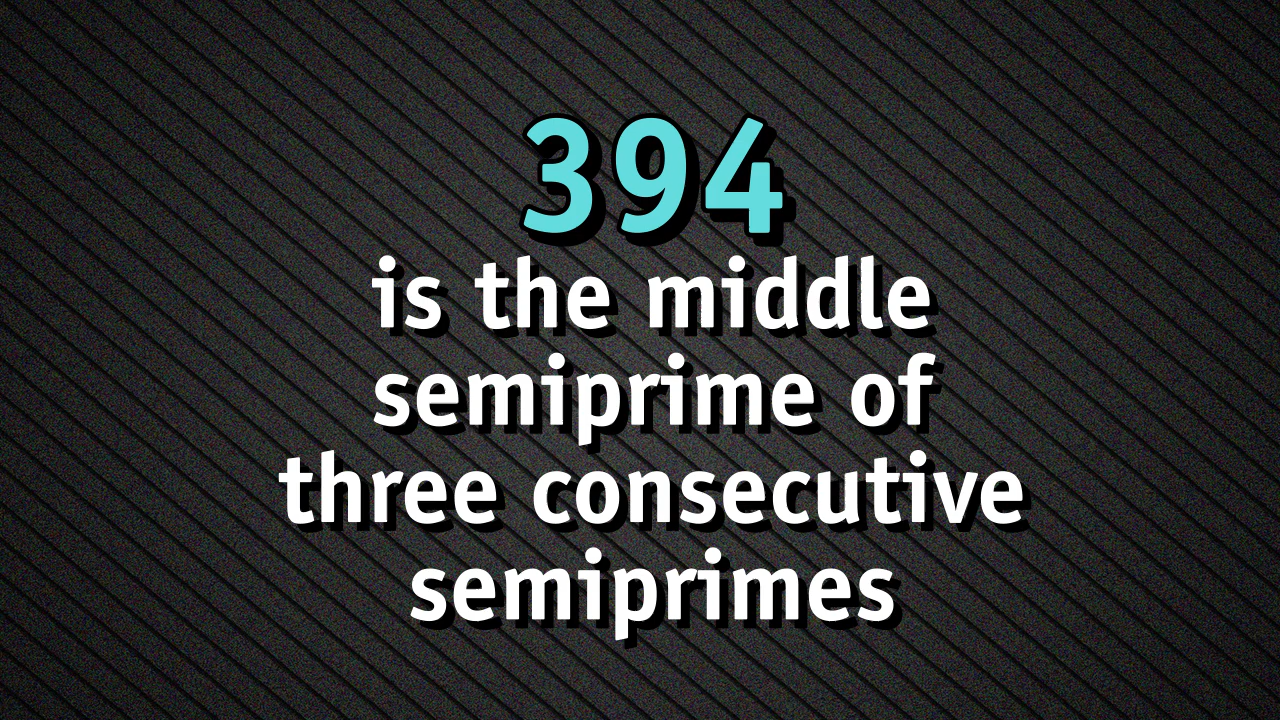 394
is the middle
semiprime of
three consecutive
semiprimes